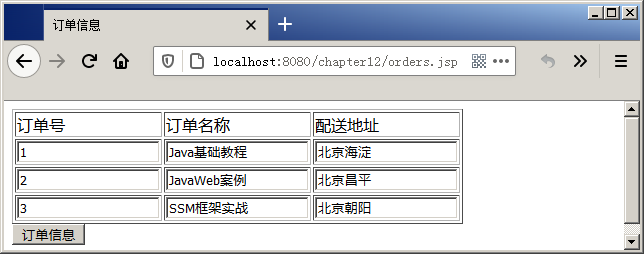 订单信息
localhost:8080/chapter12/orders.jsp
订单号 订单名称 配送地址
1 Java基础教程 北京海淀
2 JavaWeb案例 北京昌平
3 SSM框架实战 北京朝阳
订单信息